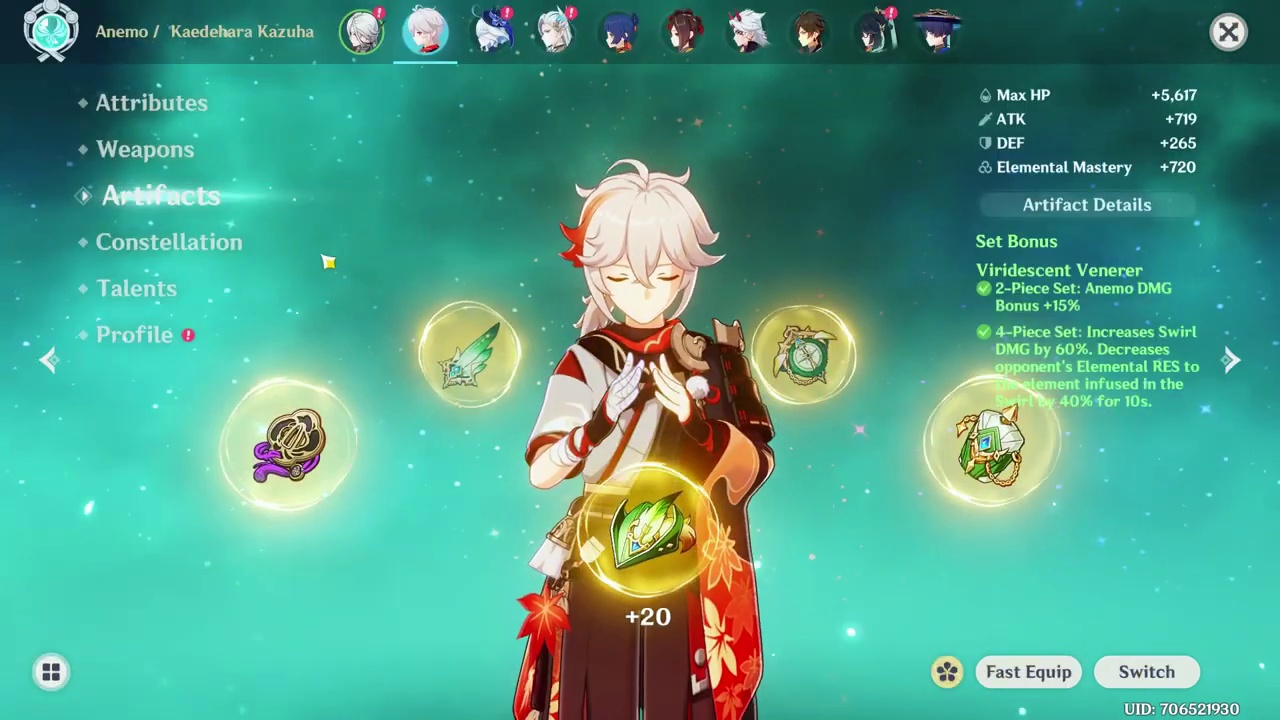 Anemo / Kaedehara Kazuha
Attributes
Weapons
Artifacts
Constellation
Talents
Profile
Max HP +5,617
ATK +719
DEF +265
Elemental Mastery +720
Artifact Details
Set Bonus
Viridescent Venerer
2-Piece Set: Anemo DMG
Bonus +15%
4-Piece Set: Increases Swirl
DMG by 60%. Decreases
opponent's Elemental RES to
the element infused in the
Swirl by 40% for 10s.
+20
Fast Equip
Switch
UID: 706521930